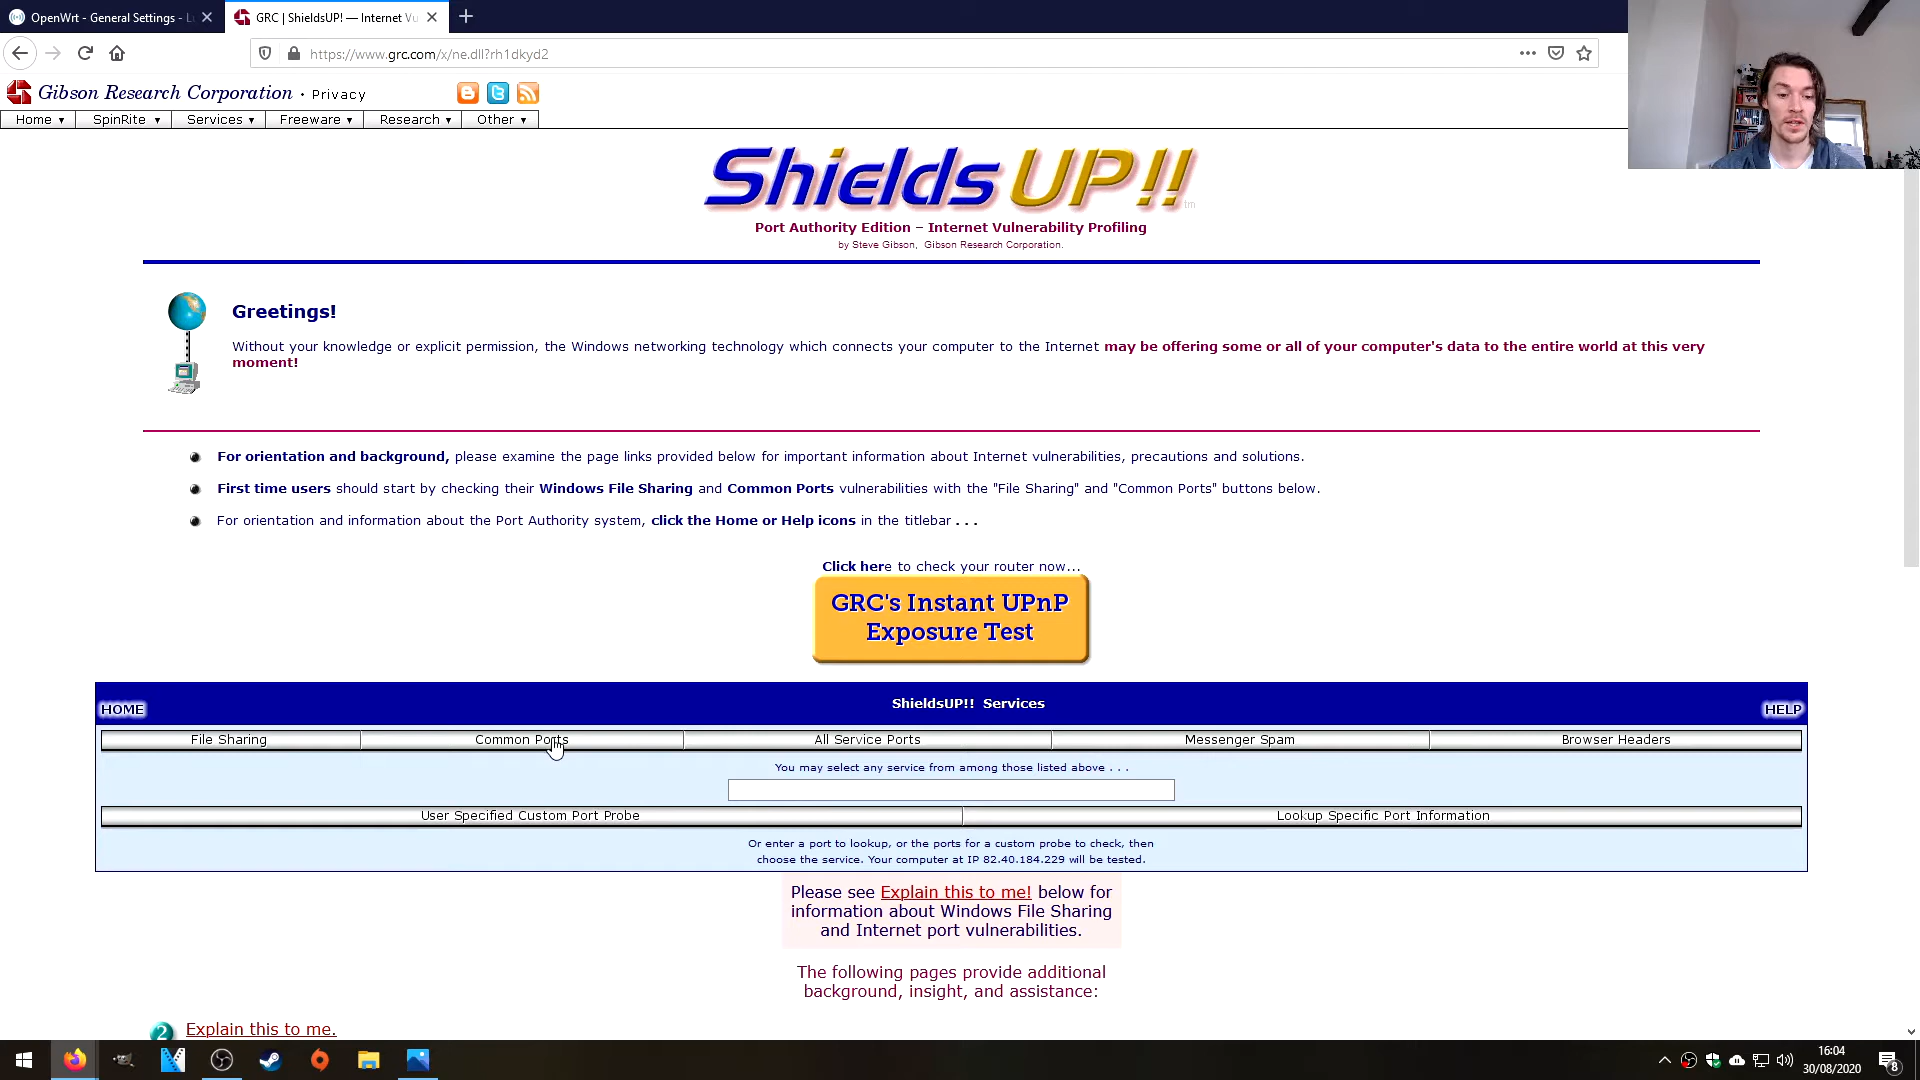 OpenWrt - General Settings - L
GRC | ShieldsUP! — Internet Vu
https://www.grc.com/x/ne.dll?rh1dkyd2
Gibson Research Corporation · Privacy
Home ▾ SpinRite ▾ Services ▾ Freeware ▾ Research ▾ Other ▾
ShieldsUP!! tm
Port Authority Edition – Internet Vulnerability Profiling
by Steve Gibson, Gibson Research Corporation.
Greetings!
Without your knowledge or explicit permission, the Windows networking technology which connects your computer to the Internet may be offering some or all of your computer's data to the entire world at this very
moment!
For orientation and background, please examine the page links provided below for important information about Internet vulnerabilities, precautions and solutions.
First time users should start by checking their Windows File Sharing and Common Ports vulnerabilities with the "File Sharing" and "Common Ports" buttons below.
For orientation and information about the Port Authority system, click the Home or Help icons in the titlebar . . .
Click here to check your router now...
GRC's Instant UPnP
Exposure Test
HOME ShieldsUP!! Services HELP
File Sharing Common Ports All Service Ports Messenger Spam Browser Headers
You may select any service from among those listed above . . .
User Specified Custom Port Probe Lookup Specific Port Information
Or enter a port to lookup, or the ports for a custom probe to check, then
choose the service. Your computer at IP 82.40.184.229 will be tested.
Please see Explain this to me! below for
information about Windows File Sharing
and Internet port vulnerabilities.
The following pages provide additional
background, insight, and assistance:
2 Explain this to me.
16:04
30/08/2020
8